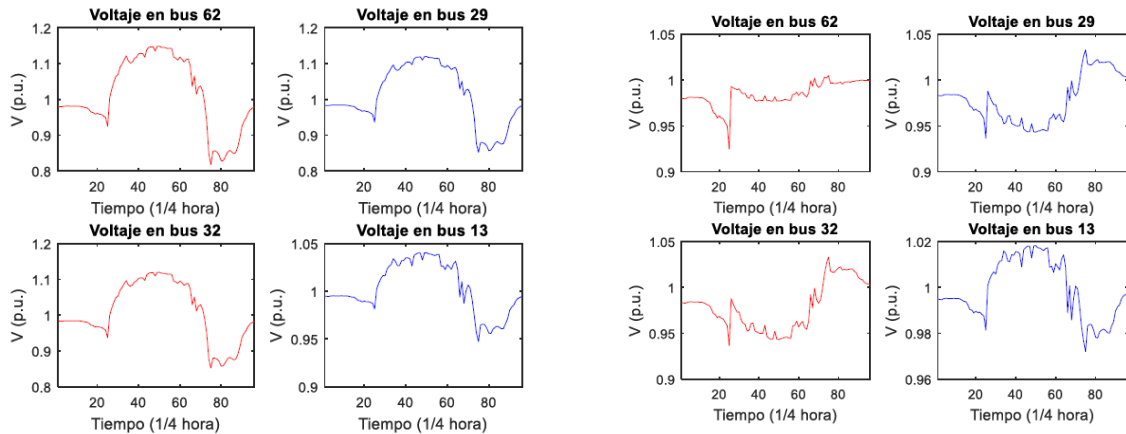 Voltaje en bus 62
1.2
1.1
1
0.9
0.8
V (p.u.)
20 40 60 80
Tiempo (1/4 hora)
Voltaje en bus 29
1.2
1.1
1
0.9
0.8
V (p.u.)
20 40 60 80
Tiempo (1/4 hora)
Voltaje en bus 32
1.2
1.1
1
0.9
0.8
V (p.u.)
20 40 60 80
Tiempo (1/4 hora)
Voltaje en bus 13
1.05
1
0.95
0.9
V (p.u.)
20 40 60 80
Tiempo (1/4 hora)
Voltaje en bus 62
1.05
1
0.95
0.9
V (p.u.)
20 40 60 80
Tiempo (1/4 hora)
Voltaje en bus 29
1.05
1
0.95
0.9
V (p.u.)
20 40 60 80
Tiempo (1/4 hora)
Voltaje en bus 32
1.05
1
0.95
0.9
V (p.u.)
20 40 60 80
Tiempo (1/4 hora)
Voltaje en bus 13
1.02
1
0.98
0.96
V (p.u.)
20 40 60 80
Tiempo (1/4 hora)